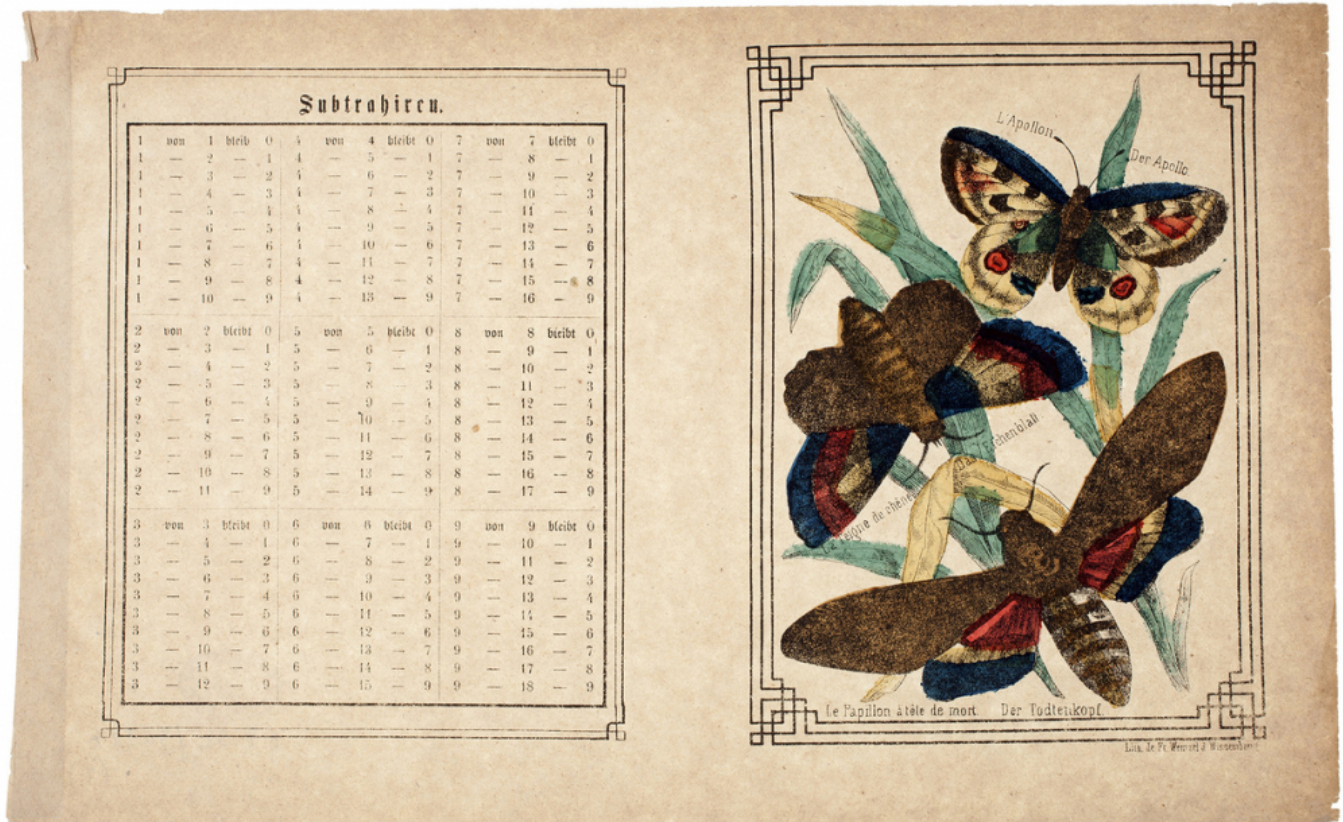 Subtrahiren.
1 von 1 bleib 0 4 von 4 bleibt 0 7 von 7 bleibt 0
1 — 2 — 1 4 — 5 — 1 7 — 8 — 1
1 — 3 — 2 4 — 6 — 2 7 — 9 — 2
1 — 4 — 3 4 — 7 — 3 7 — 10 — 3
1 — 5 — 4 4 — 8 — 4 7 — 11 — 4
1 — 6 — 5 4 — 9 — 5 7 — 12 — 5
1 — 7 — 6 4 — 10 — 6 7 — 13 — 6
1 — 8 — 7 4 — 11 — 7 7 — 14 — 7
1 — 9 — 8 4 — 12 — 8 7 — 15 — 8
1 — 10 — 9 4 — 13 — 9 7 — 16 — 9
2 von 2 bleibt 0 5 von 5 bleibt 0 8 von 8 bleibt 0
2 — 3 — 1 5 — 6 — 1 8 — 9 — 1
2 — 4 — 2 5 — 7 — 2 8 — 10 — 2
2 — 5 — 3 5 — 8 — 3 8 — 11 — 3
2 — 6 — 4 5 — 9 — 4 8 — 12 — 4
2 — 7 — 5 5 — 10 — 5 8 — 13 — 5
2 — 8 — 6 5 — 11 — 6 8 — 14 — 6
2 — 9 — 7 5 — 12 — 7 8 — 15 — 7
2 — 10 — 8 5 — 13 — 8 8 — 16 — 8
2 — 11 — 9 5 — 14 — 9 8 — 17 — 9
3 von 3 bleibt 0 6 von 6 bleibt 0 9 von 9 bleibt 0
3 — 4 — 1 6 — 7 — 1 9 — 10 — 1
3 — 5 — 2 6 — 8 — 2 9 — 11 — 2
3 — 6 — 3 6 — 9 — 3 9 — 12 — 3
3 — 7 — 4 6 — 10 — 4 9 — 13 — 4
3 — 8 — 5 6 — 11 — 5 9 — 14 — 5
3 — 9 — 6 6 — 12 — 6 9 — 15 — 6
3 — 10 — 7 6 — 13 — 7 9 — 16 — 7
3 — 11 — 8 6 — 14 — 8 9 — 17 — 8
3 — 12 — 9 6 — 15 — 9 9 — 18 — 9
L'Apollon
Der Apollo
Das
de chêne
Le Papillon à tête de mort. Der Todtenkopf.
Lith. de Fr. Wentzel à